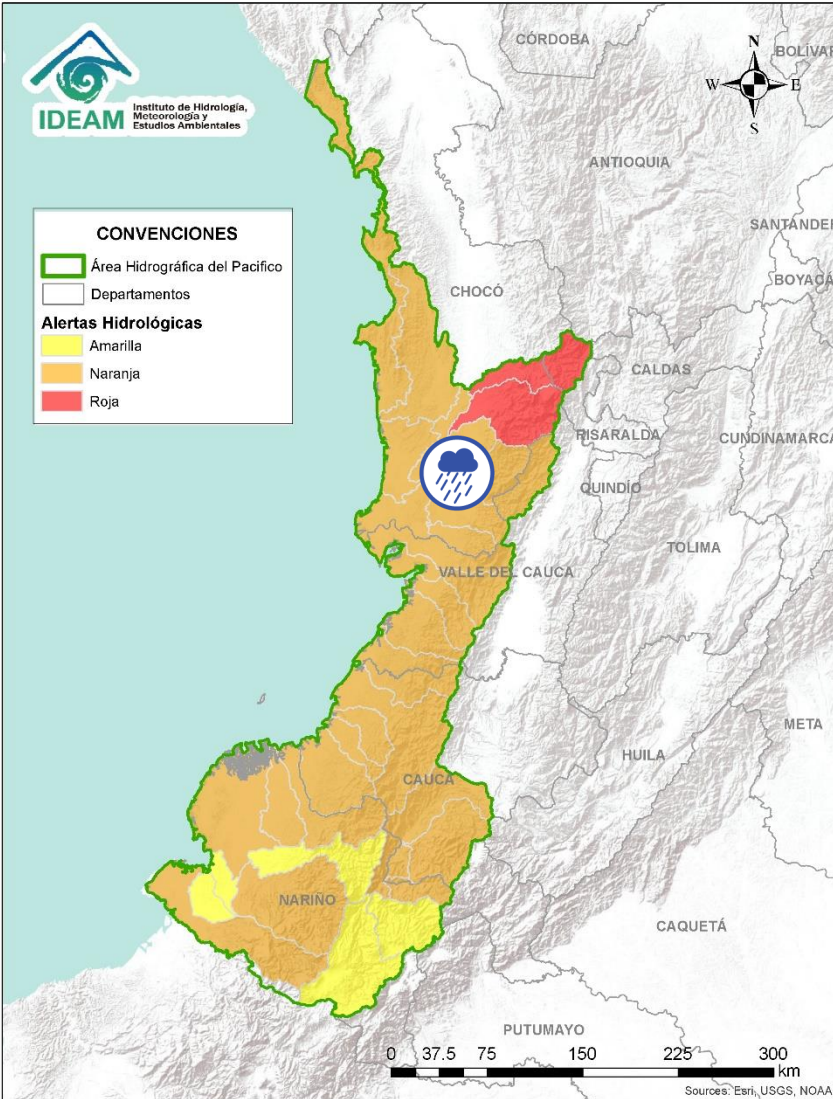 IDEAM
Instituto de Hidrología,
Meteorología y
Estudios Ambientales
N
W
E
S
CÓRDOBA
BOLÍVAR
ANTIOQUIA
SANTANDER
BOYACÁ
CHOCÓ
CALDAS
RISARALDA
CUNDINAMARCA
QUINDÍO
TOLIMA
VALLE DEL CAUCA
META
HUILA
CAUCA
NARIÑO
CAQUETÁ
PUTUMAYO
CONVENCIONES
Área Hidrográfica del Pacifico
Departamentos
Alertas Hidrológicas
Amarilla
Naranja
Roja
0 37.5 75 150 225 300
km
Sources: Esri, USGS, NOAA